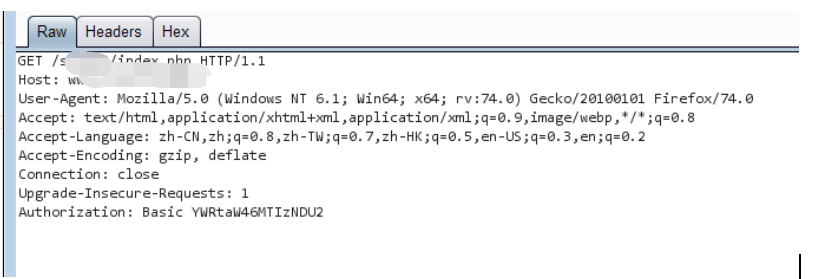 Raw Headers Hex
GET /s /index.php HTTP/1.1
Host:
User-Agent: Mozilla/5.0 (Windows NT 6.1; Win64; x64; rv:74.0) Gecko/20100101 Firefox/74.0
Accept: text/html,application/xhtml+xml,application/xml;q=0.9,image/webp,*/*;q=0.8
Accept-Language: zh-CN,zh;q=0.8,zh-TW;q=0.7,zh-HK;q=0.5,en-US;q=0.3,en;q=0.2
Accept-Encoding: gzip, deflate
Connection: close
Upgrade-Insecure-Requests: 1
Authorization: Basic YWRtaW46MTIzNDU2